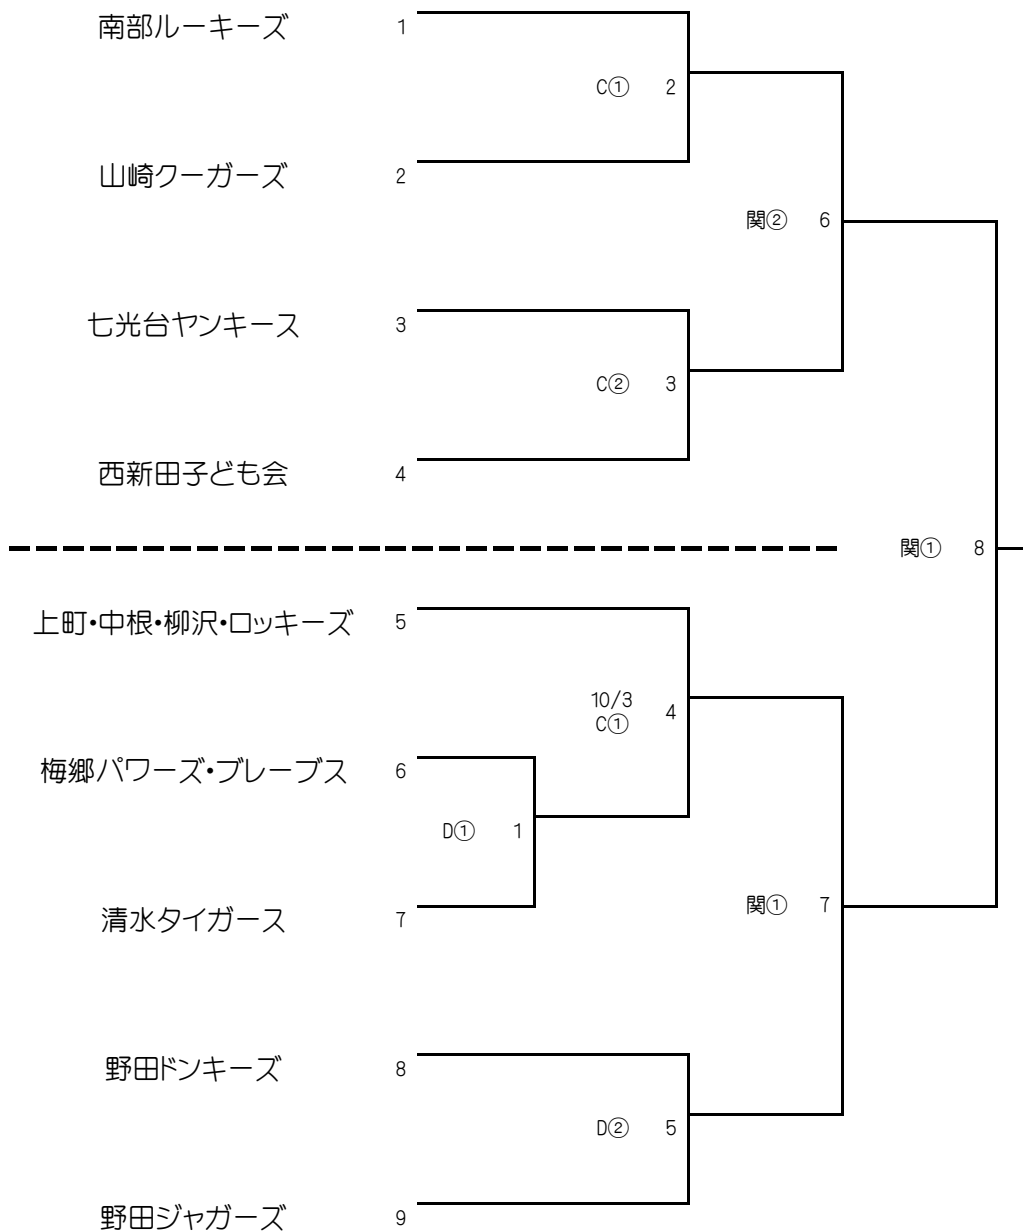 南部ルーキーズ 1
C① 2
山崎クーガーズ 2
関② 6
七光台ヤンキース 3
C② 3
西新田子ども会 4
関① 8
上町・中根・柳沢・ロッキーズ 5
10/3
C① 4
梅郷パワーズ・ブレーブス 6
D① 1
関① 7
清水タイガース 7
野田ドンキーズ 8
D② 5
野田ジャガーズ 9